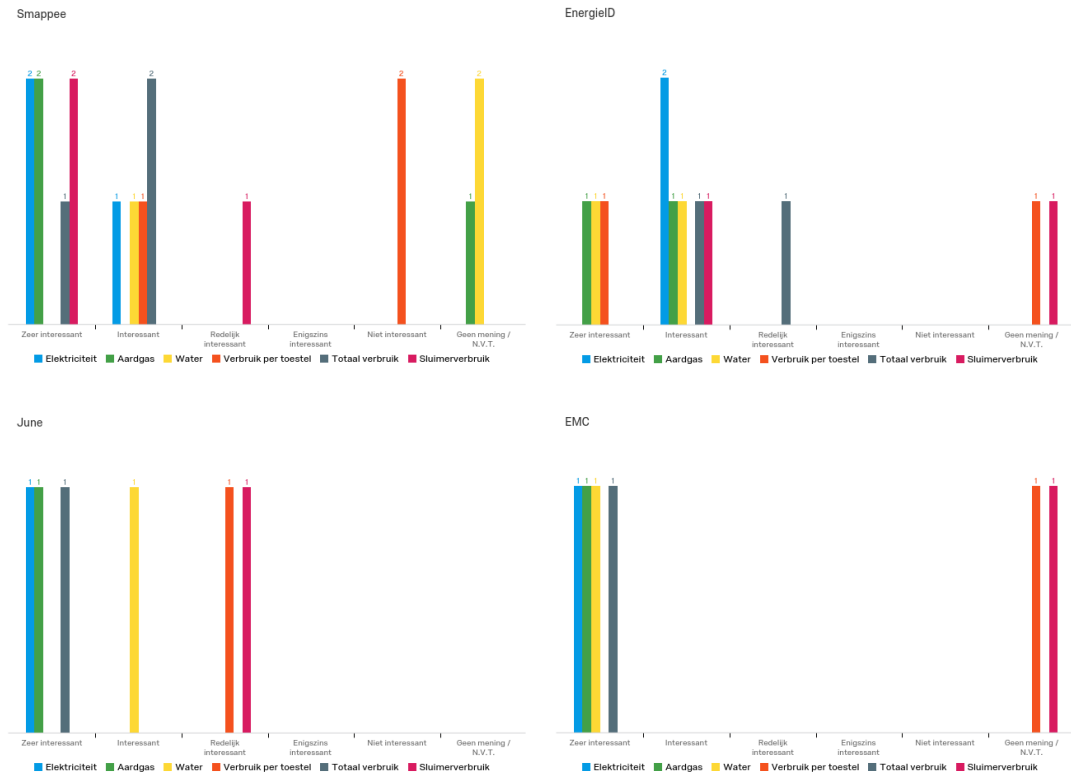 Smappee
2 2 2 2 2 2
1 1 1 1 1 1
Zeer interessant Interessant Redelijk interessant Enigszins interessant Niet interessant Geen mening / N.V.T.
Elektriciteit Aardgas Water Verbruik per toestel Totaal verbruik Sluimerverbruik
EnergieID
2
1 1 1 1 1 1 1 1 1 1
Zeer interessant Interessant Redelijk interessant Enigszins interessant Niet interessant Geen mening / N.V.T.
Elektriciteit Aardgas Water Verbruik per toestel Totaal verbruik Sluimerverbruik
June
1 1 1 1 1 1
Zeer interessant Interessant Redelijk interessant Enigszins interessant Niet interessant Geen mening / N.V.T.
Elektriciteit Aardgas Water Verbruik per toestel Totaal verbruik Sluimerverbruik
EMC
1 1 1 1 1 1
Zeer interessant Interessant Redelijk interessant Enigszins interessant Niet interessant Geen mening / N.V.T.
Elektriciteit Aardgas Water Verbruik per toestel Totaal verbruik Sluimerverbruik